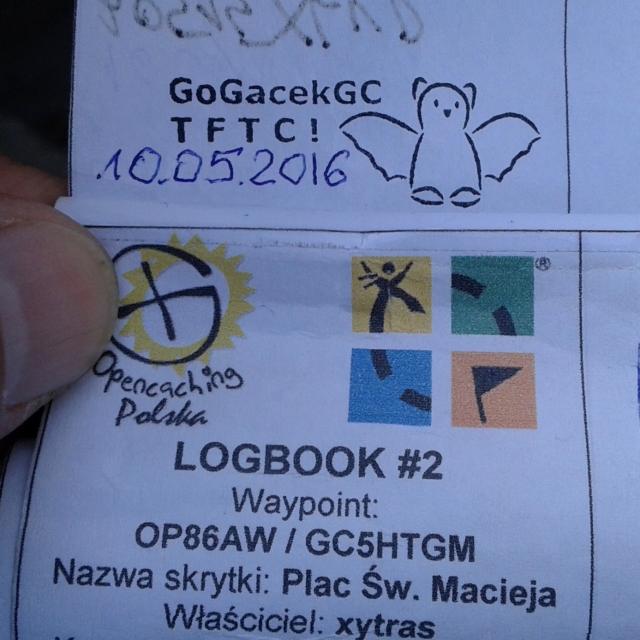 GoGacekGC
TFTC!
10.05.2016
®
Opencaching
Polska
LOGBOOK #2
Waypoint:
OP86AW / GC5HTGM
Nazwa skrytki: Plac Św. Macieja
Właściciel: xytras